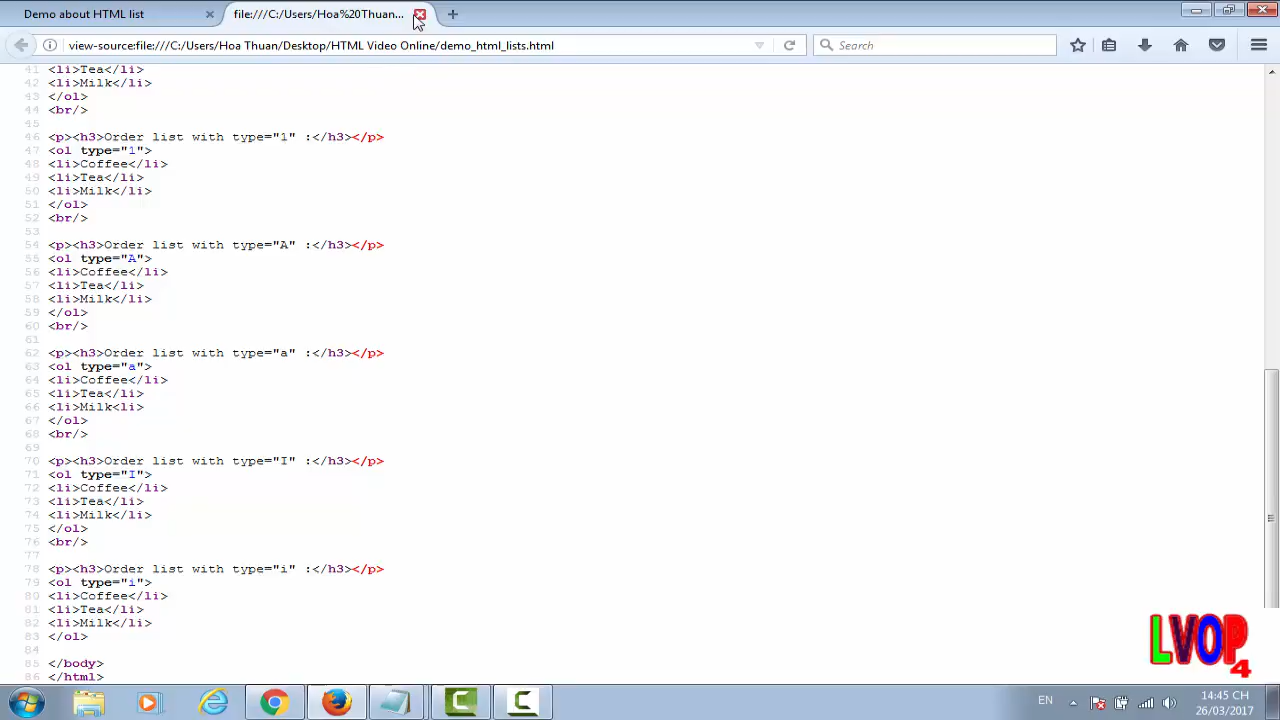 Demo about HTML list
file:///C:/Users/Hoa%20Thuan...
view-source:file:///C:/Users/Hoa Thuan/Desktop/HTML Video Online/demo_html_lists.html
Search
41 <li>Tea</li>
42 <li>Milk</li>
43 </ol>
44 <br/>
45
46 <p><h3>Order list with type="1" :</h3></p>
47 <ol type="1">
48 <li>Coffee</li>
49 <li>Tea</li>
50 <li>Milk</li>
51 </ol>
52 <br/>
53
54 <p><h3>Order list with type="A" :</h3></p>
55 <ol type="A">
56 <li>Coffee</li>
57 <li>Tea</li>
58 <li>Milk</li>
59 </ol>
60 <br/>
61
62 <p><h3>Order list with type="a" :</h3></p>
63 <ol type="a">
64 <li>Coffee</li>
65 <li>Tea</li>
66 <li>Milk<li>
67 </ol>
68 <br/>
69
70 <p><h3>Order list with type="I" :</h3></p>
71 <ol type="I">
72 <li>Coffee</li>
73 <li>Tea</li>
74 <li>Milk</li>
75 </ol>
76 <br/>
77
78 <p><h3>Order list with type="i" :</h3></p>
79 <ol type="i">
80 <li>Coffee</li>
81 <li>Tea</li>
82 <li>Milk</li>
83 </ol>
84
85 </body>
86 </html>
LVOP
4
EN
14:45 CH
26/03/2017